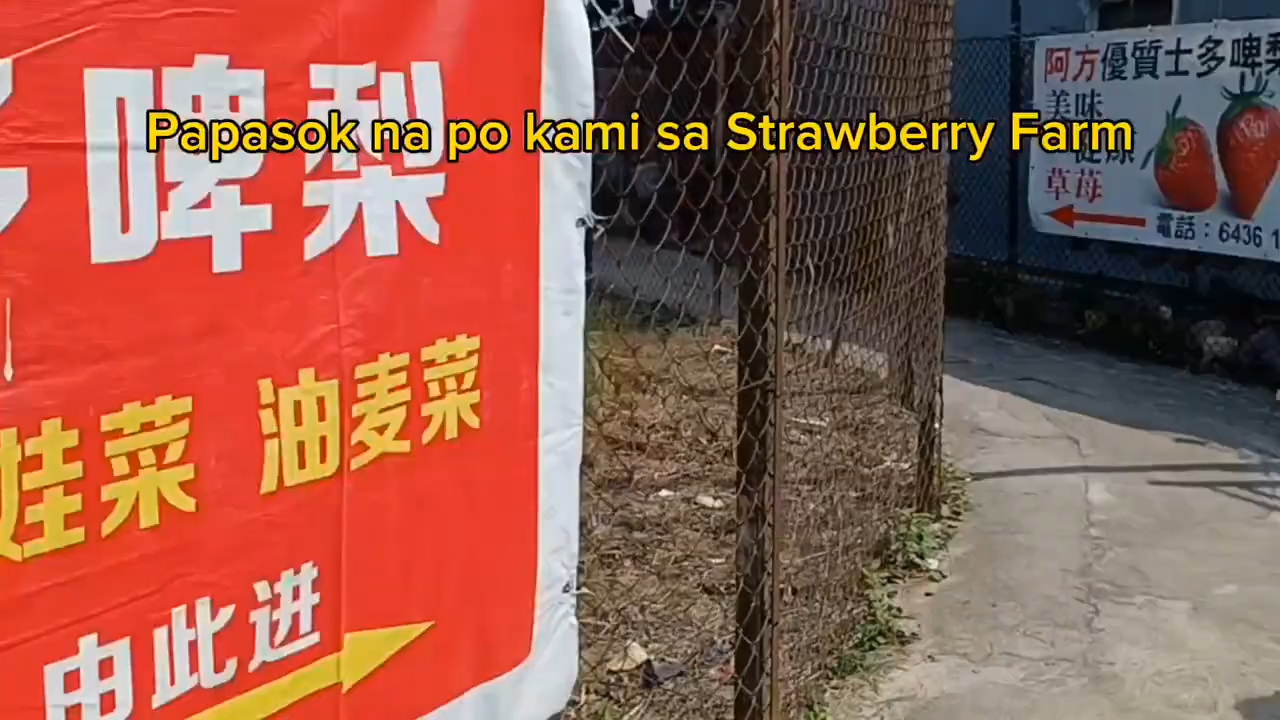 Papasok na po kami sa Strawberry Farm
啤梨
娃菜 油麦菜
由此进
阿方優質士多啤梨
美味
健康
草莓
電話：6436 1